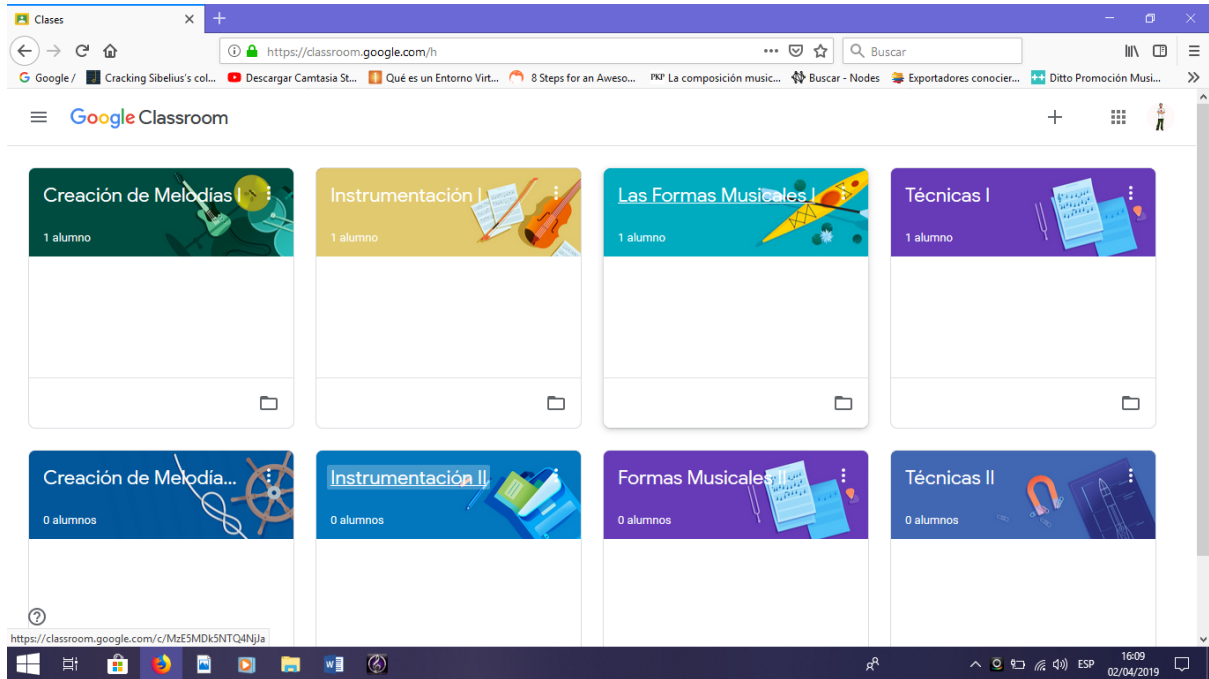 Clases
https://classroom.google.com/h
Buscar
Google /
Cracking Sibelius's col...
Descargar Camtasia St...
Qué es un Entorno Virt...
8 Steps for an Aweso...
PKP La composición music...
Buscar - Nodes
Exportadores conocier...
Ditto Promoción Musi...
Google Classroom
Creación de Melodías I
1 alumno
Instrumentación I
1 alumno
Las Formas Musicales I
1 alumno
Técnicas I
1 alumno
Creación de Melodía...
0 alumnos
Instrumentación II
0 alumnos
Formas Musicales II
0 alumnos
Técnicas II
0 alumnos
https://classroom.google.com/c/MzE5MDk5NTQ4NjJa
ESP
16:09
02/04/2019